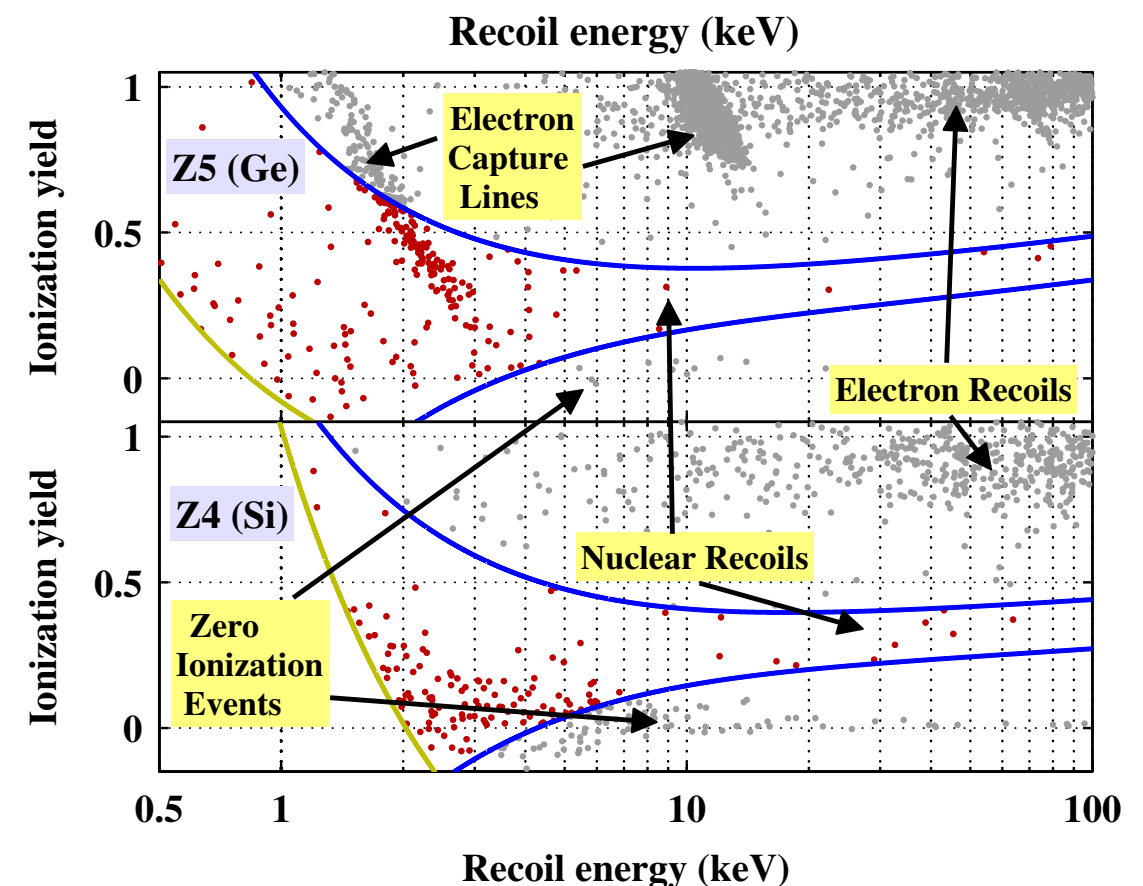 Recoil energy (keV)
1
0.5
0
Ionization yield
Z5 (Ge)
Electron
Capture
Lines
Electron Recoils
1
0.5
0
Ionization yield
Z4 (Si)
Nuclear Recoils
Zero
Ionization
Events
0.5 1 10 100
Recoil energy (keV)